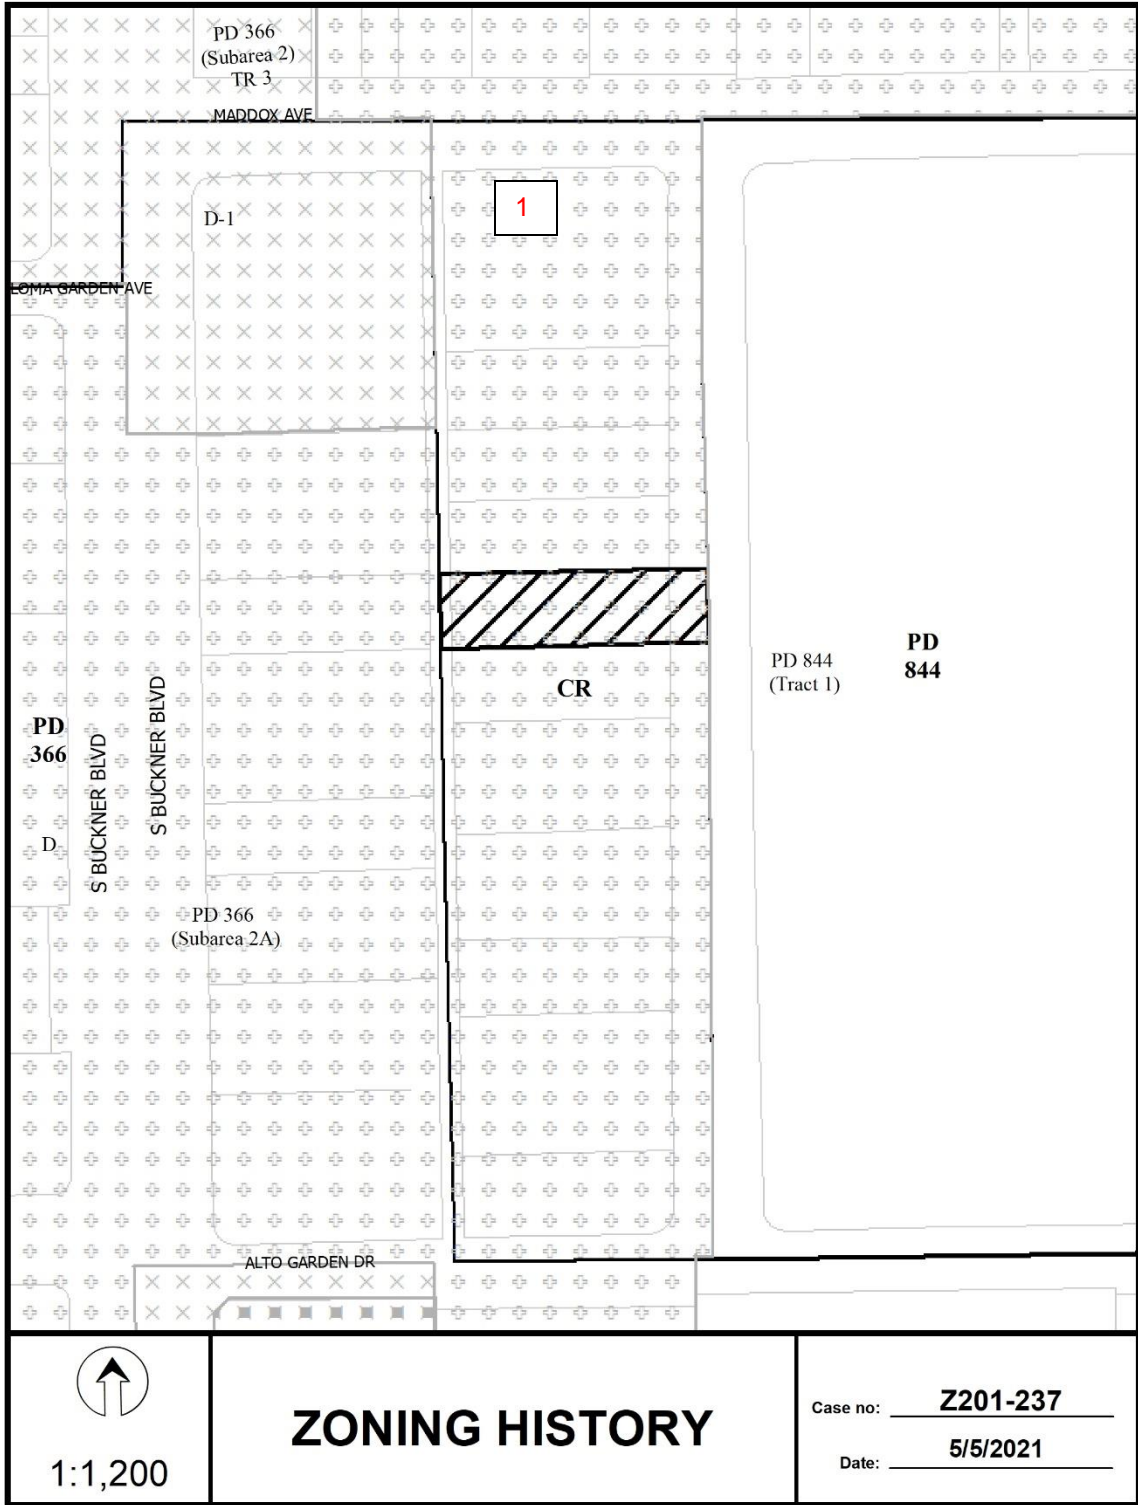 PD 366
(Subarea 2)
TR 3
MADDOX AVE
1
D-1
LOMA GARDEN AVE
PD
844
PD 844
(Tract 1)
CR
S BUCKNER BLVD
PD
366
S BUCKNER BLVD
D
PD 366
(Subarea 2A)
ALTO GARDEN DR
1:1,200
ZONING HISTORY
Case no: Z201-237
Date: 5/5/2021